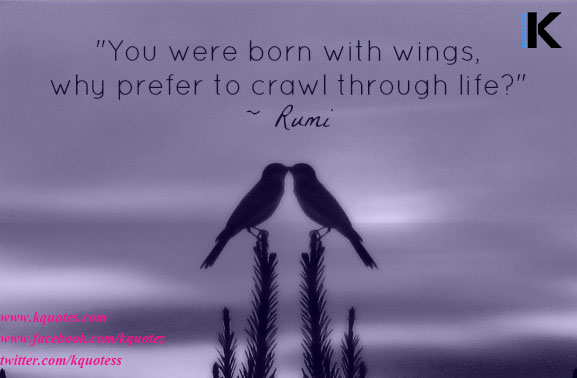 K
"You were born with wings,
why prefer to crawl through life?"
~ Rumi
www.kquotes.com
www.facebook.com/kquotes
twitter.com/kquotess